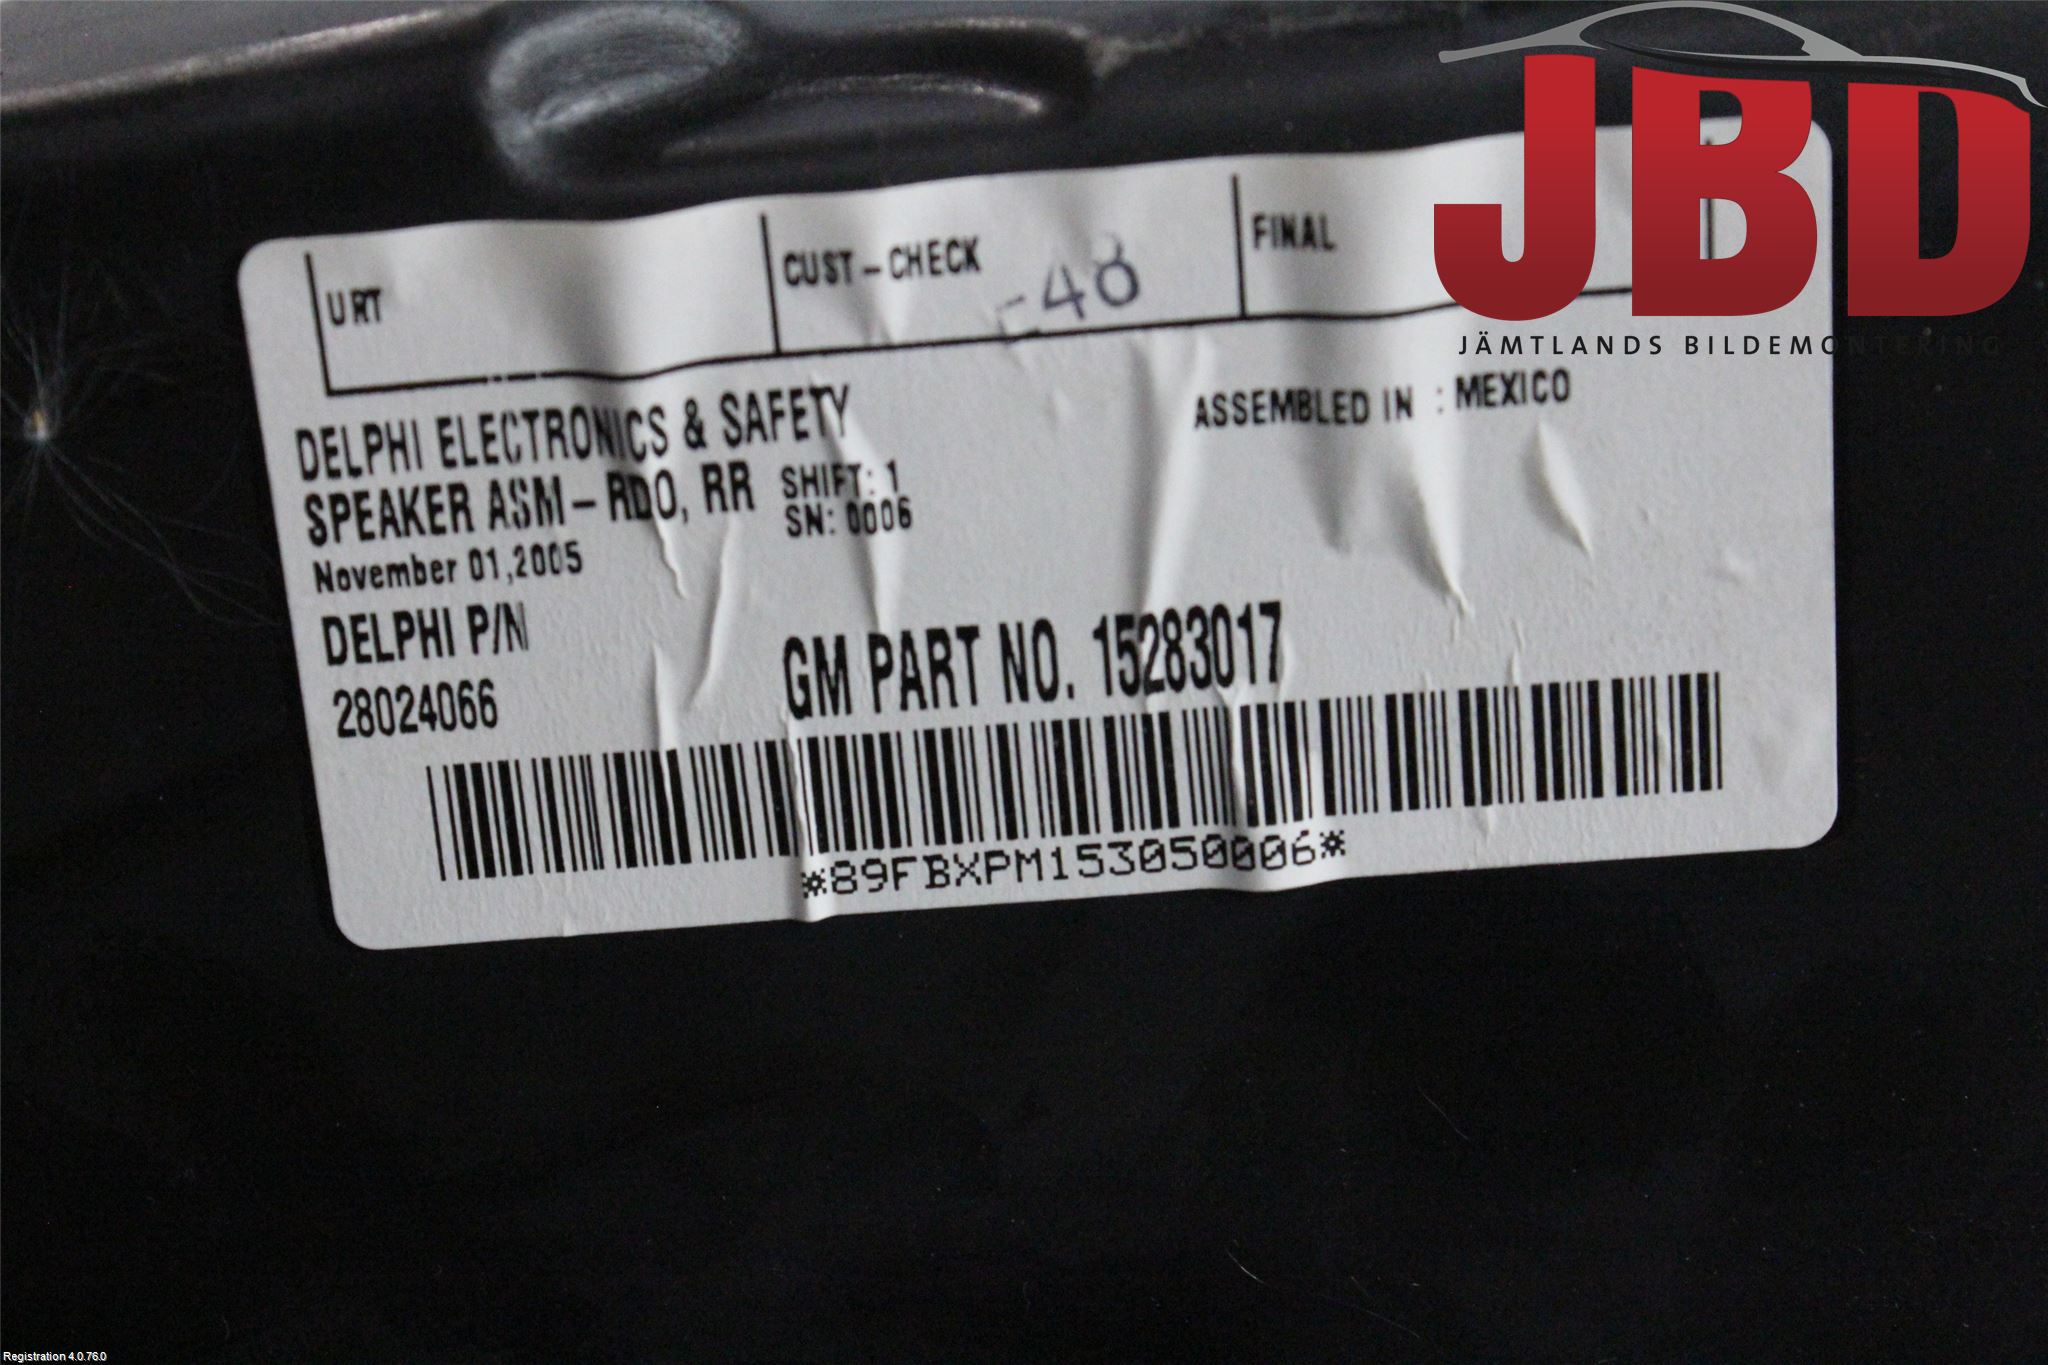 JBD
JÄMTLANDS BILDEMONTERING
URT
CUST-CHECK
-48
FINAL
DELPHI ELECTRONICS & SAFETY
ASSEMBLED IN : MEXICO
SPEAKER ASM-RDO, RR
SHIFT: 1
SN: 0006
November 01,2005
DELPHI P/N
28024066
GM PART NO. 15283017
*89FBXPM153050006*
Registration 4.0.76.0